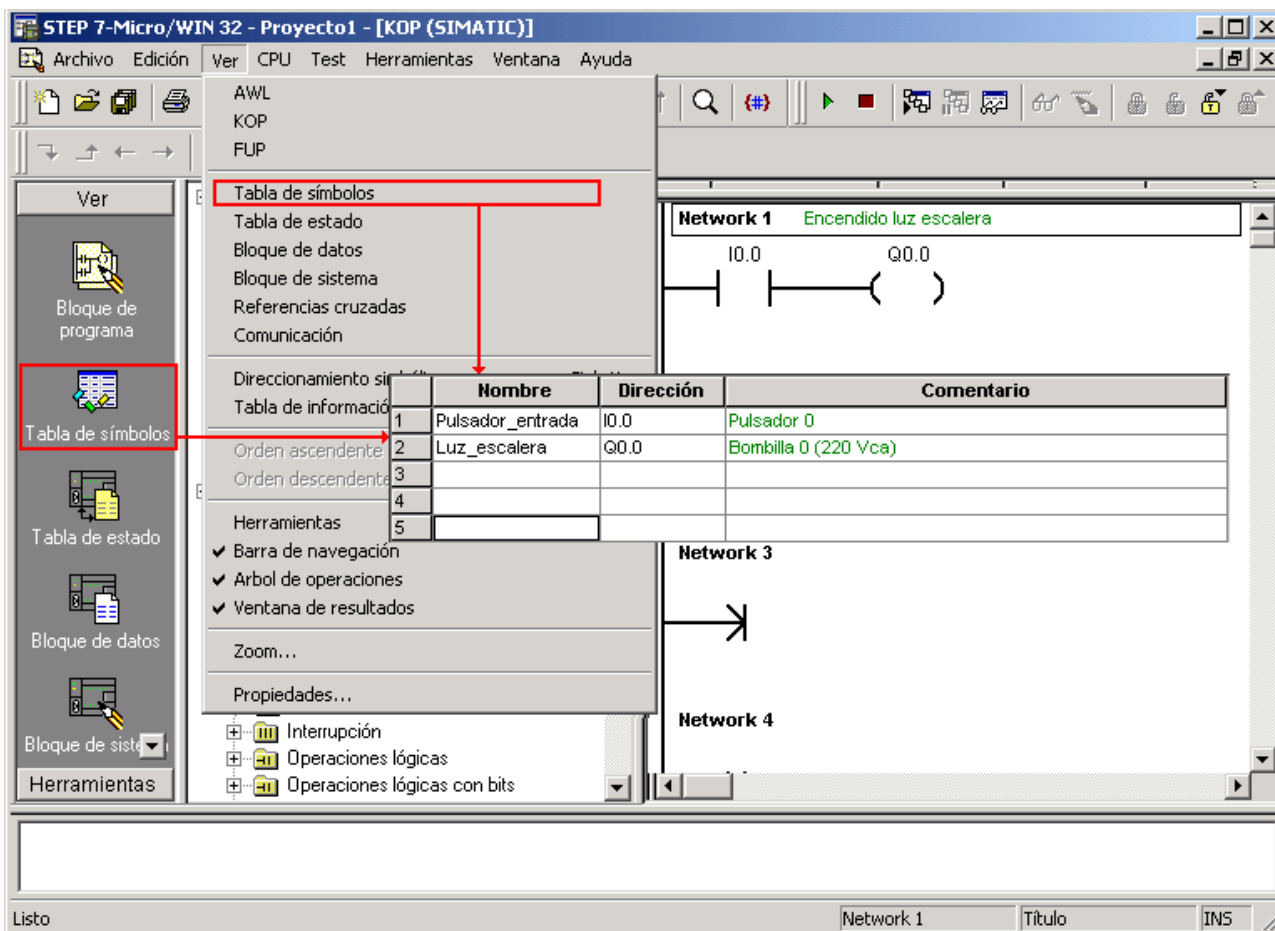 STEP 7-Micro/WIN 32 - Proyecto1 - [KOP (SIMATIC)]
Archivo Edición Ver CPU Test Herramientas Ventana Ayuda
AWL
KOP
FUP
Tabla de símbolos
Tabla de estado
Bloque de datos
Bloque de sistema
Referencias cruzadas
Comunicación
Direccionamiento
Tabla de
Orden ascendente
Orden descendente
Herramientas
Barra de navegación
Arbol de operaciones
Ventana de resultados
Zoom...
Propiedades...
Ver
Bloque de
programa
Tabla de símbolos
Tabla de estado
Bloque de datos
Bloque de
Herramientas
Interrupción
Operaciones lógicas
Operaciones lógicas con bits
Network 1 Encendido luz escalera
I0.0 Q0.0
Nombre Dirección Comentario
1 Pulsador_entrada I0.0 Pulsador 0
2 Luz_escalera Q0.0 Bombilla 0 (220 Vca)
3
4
5
Network 3
Network 4
Listo Network 1 Título INS